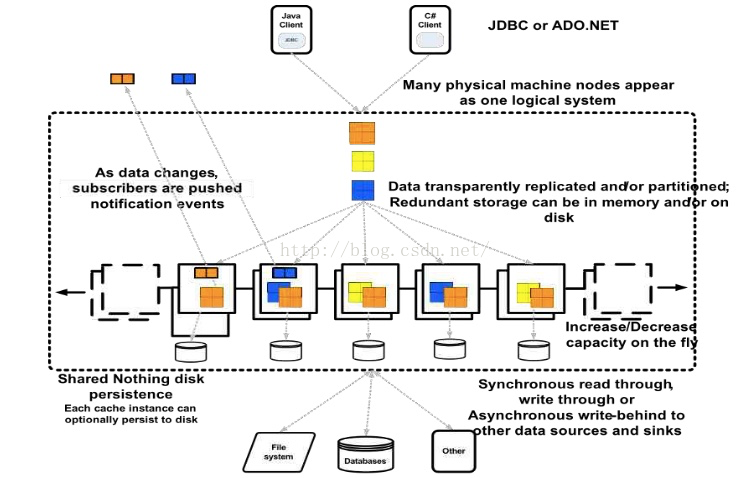 Java
Client
JDBC
C#
Client
JDBC or ADO.NET
Many physical machine nodes appear
as one logical system
As data changes,
subscribers are pushed
notification events
Data transparently replicated and/or partitioned;
Redundant storage can be in memory and/or on
disk
http://blog.csdn.net/
Increase/Decrease
capacity on the fly
Shared Nothing disk
persistence
Each cache instance can
optionally persist to disk
Synchronous read through,
write through or
Asynchronous write-behind to
other data sources and sinks
File
system
Databases
Other